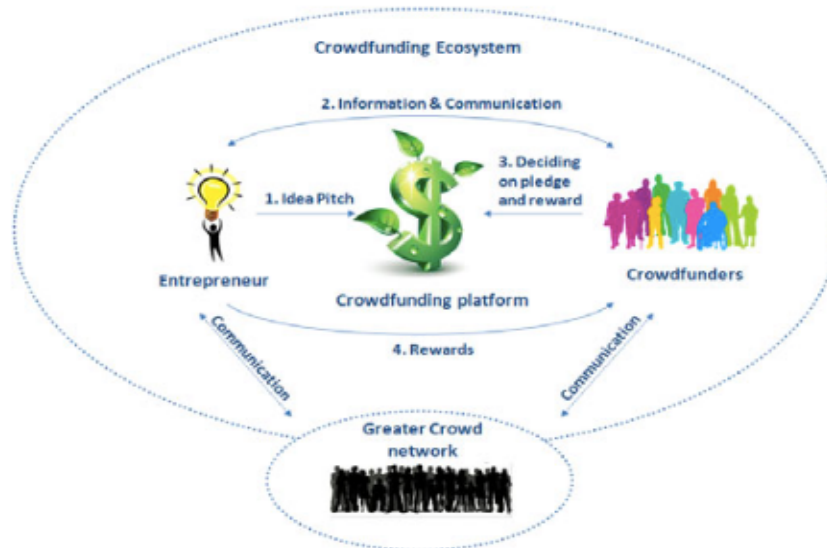 Crowdfunding Ecosystem
2. Information & Communication
3. Deciding
on pledge
and reward
1. Idea Pitch
Entrepreneur
Crowdfunding platform
Crowdfunders
4. Rewards
Communication
Communication
Greater Crowd
network